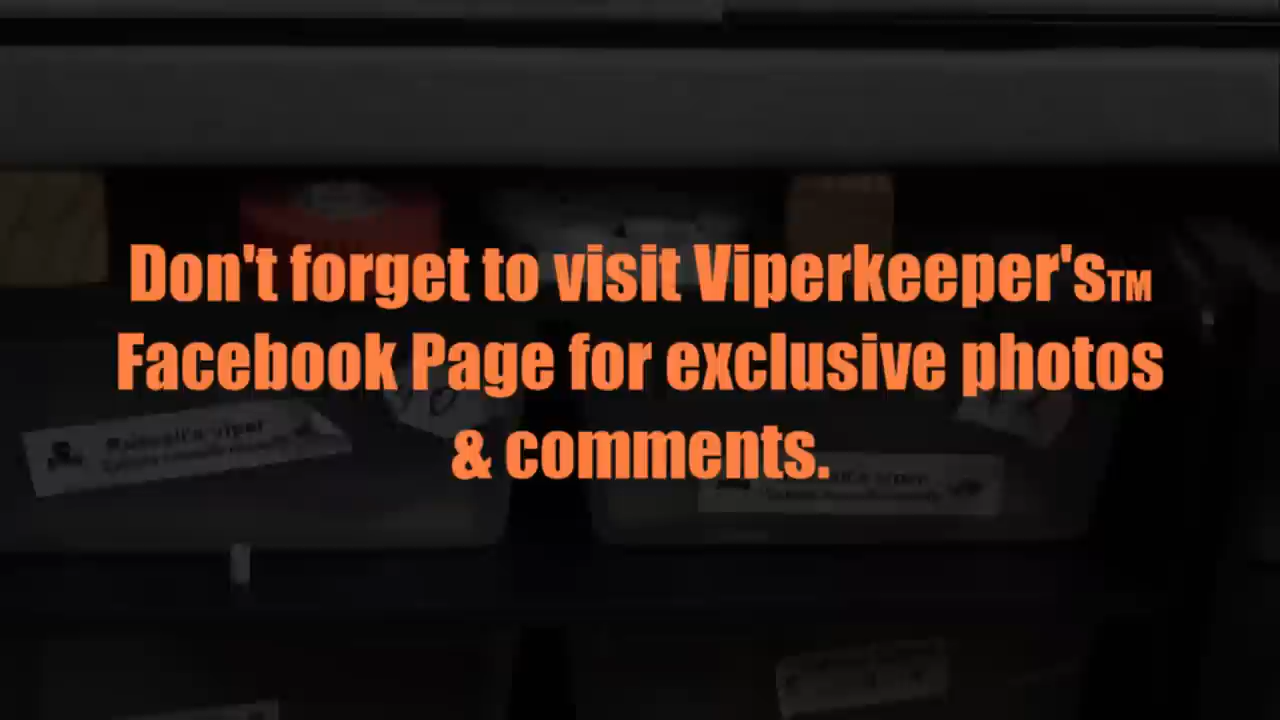 Don't forget to visit Viperkeeper's™
Facebook Page for exclusive photos
& comments.